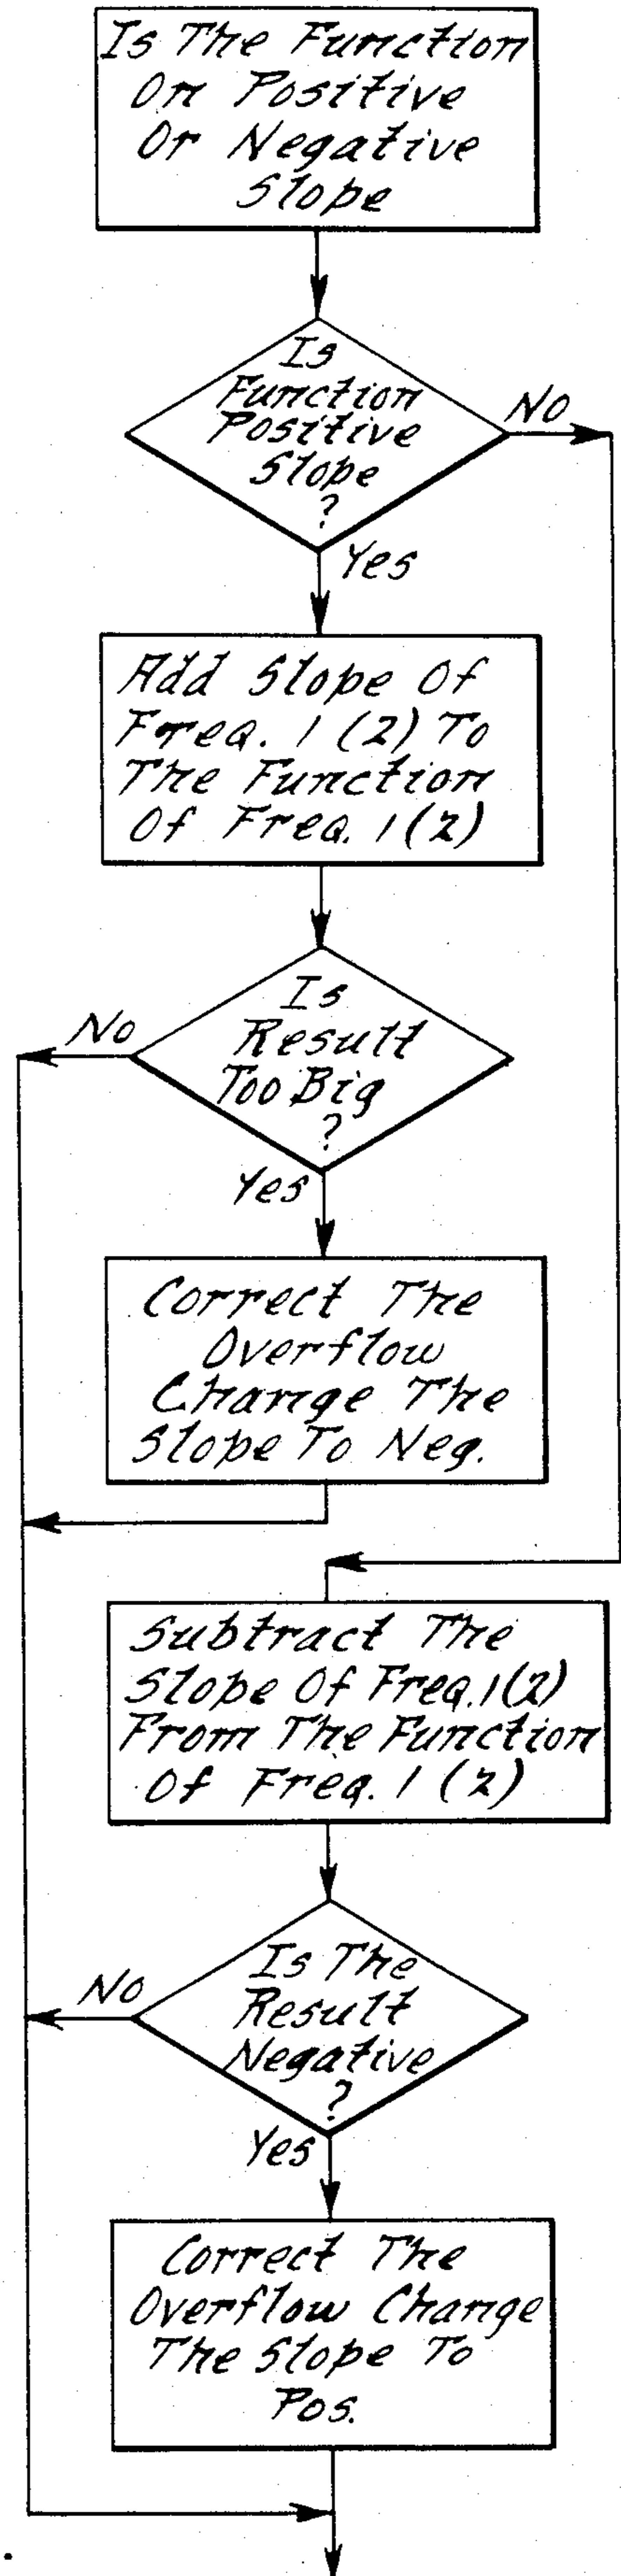 Is The Function
On Positive
Or Negative
Slope
Is
Function
Positive
Slope
?
NO
Yes
Add Slope Of
Freq. 1 (2) To
The Function
Of Freq. 1 (2)
Is
Result
Too Big
?
No
Yes
Correct The
Overflow
Change The
Slope To Neg.
Subtract The
Slope Of Freq. 1 (2)
From The Function
Of Freq. 1 (2)
Is The
Result
Negative
?
No
Yes
Correct The
Overflow Change
The Slope To
Pos.